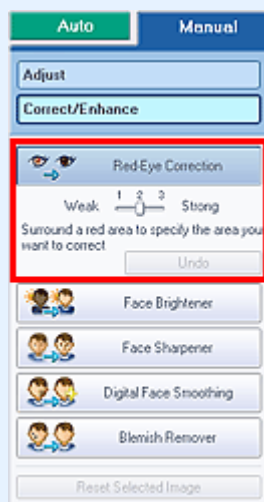 Auto Manual
Adjust
Correct/Enhance
Red-Eye Correction
1 2 3
Weak Strong
Surround a red area to specify the area you
want to correct
Undo
Face Brightener
Face Sharpener
Digital Face Smoothing
Blemish Remover
Reset Selected Image